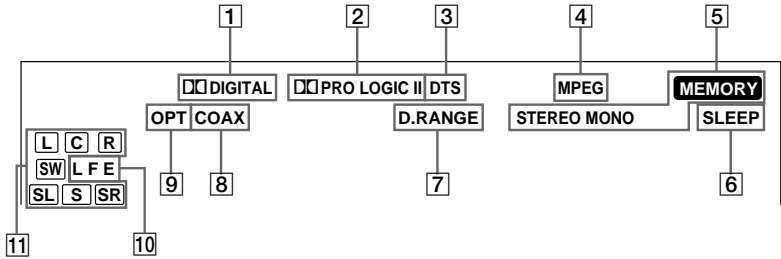 1 2 3 4 5
DIGITAL PRO LOGIC II DTS MPEG MEMORY
OPT COAX D.RANGE STEREO MONO SLEEP
L C R
SW L F E
SL S SR
9 8 7 6
11 10